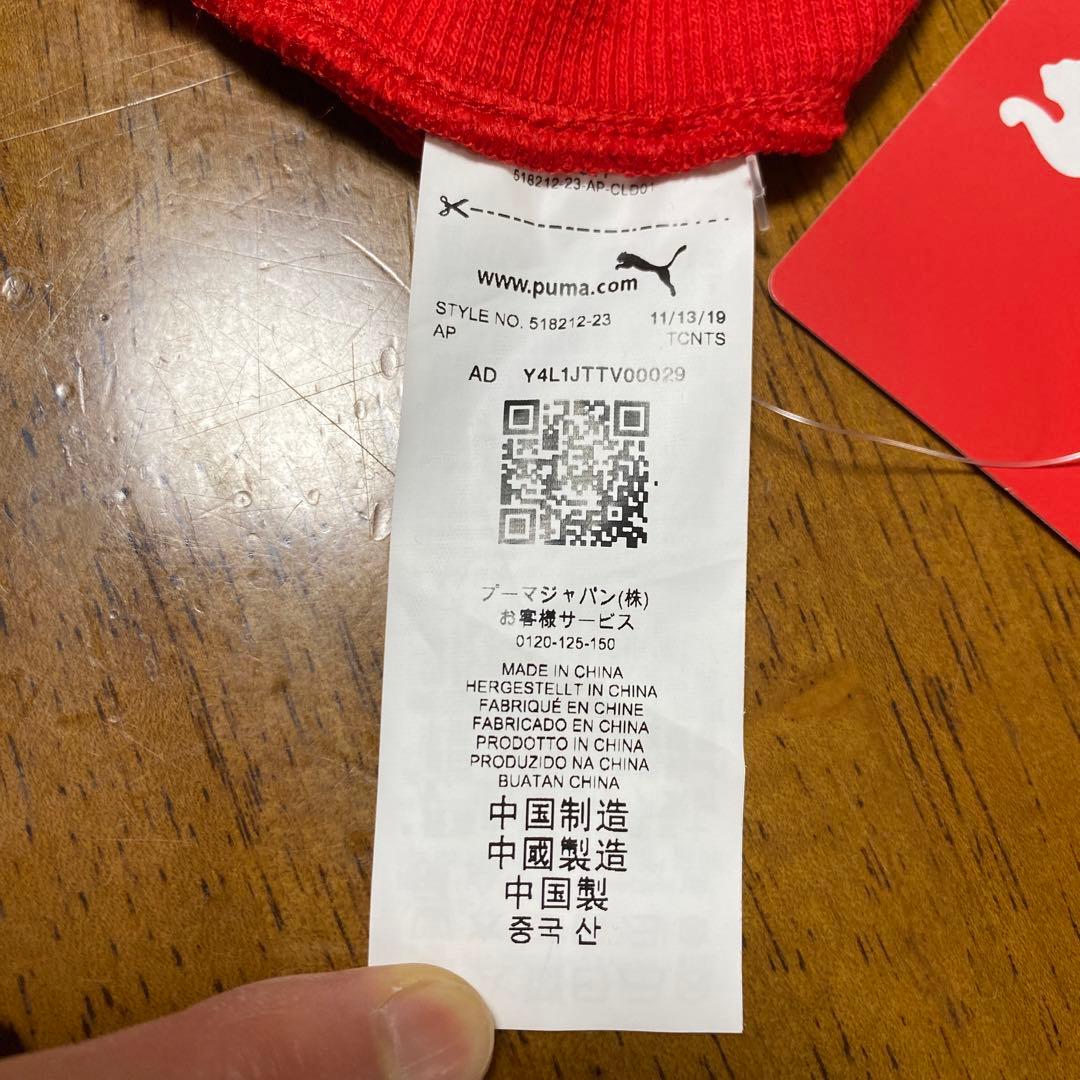 518212-23-AP-CLD01
www.puma.com
STYLE NO. 518212-23 11/13/19
AP TCNTS
AD Y4L1JTTV00029
プーマジャパン(株)
お客様サービス
0120-125-150
MADE IN CHINA
HERGESTELLT IN CHINA
FABRIQUÉ EN CHINE
FABRICADO EN CHINA
PRODOTTO IN CHINA
PRODUZIDO NA CHINA
BUATAN CHINA
中国制造
中國製造
中国製
중국 산